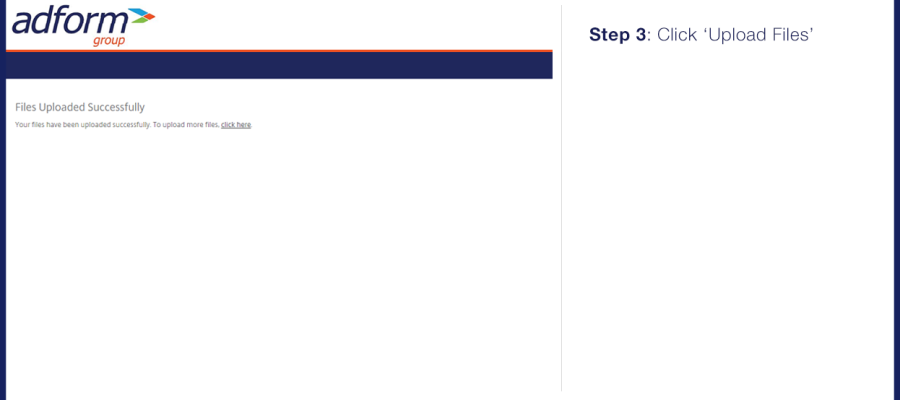 adform
group
Files Uploaded Successfully
Your files have been uploaded successfully. To upload more files, click here.
Step 3: Click ‘Upload Files’